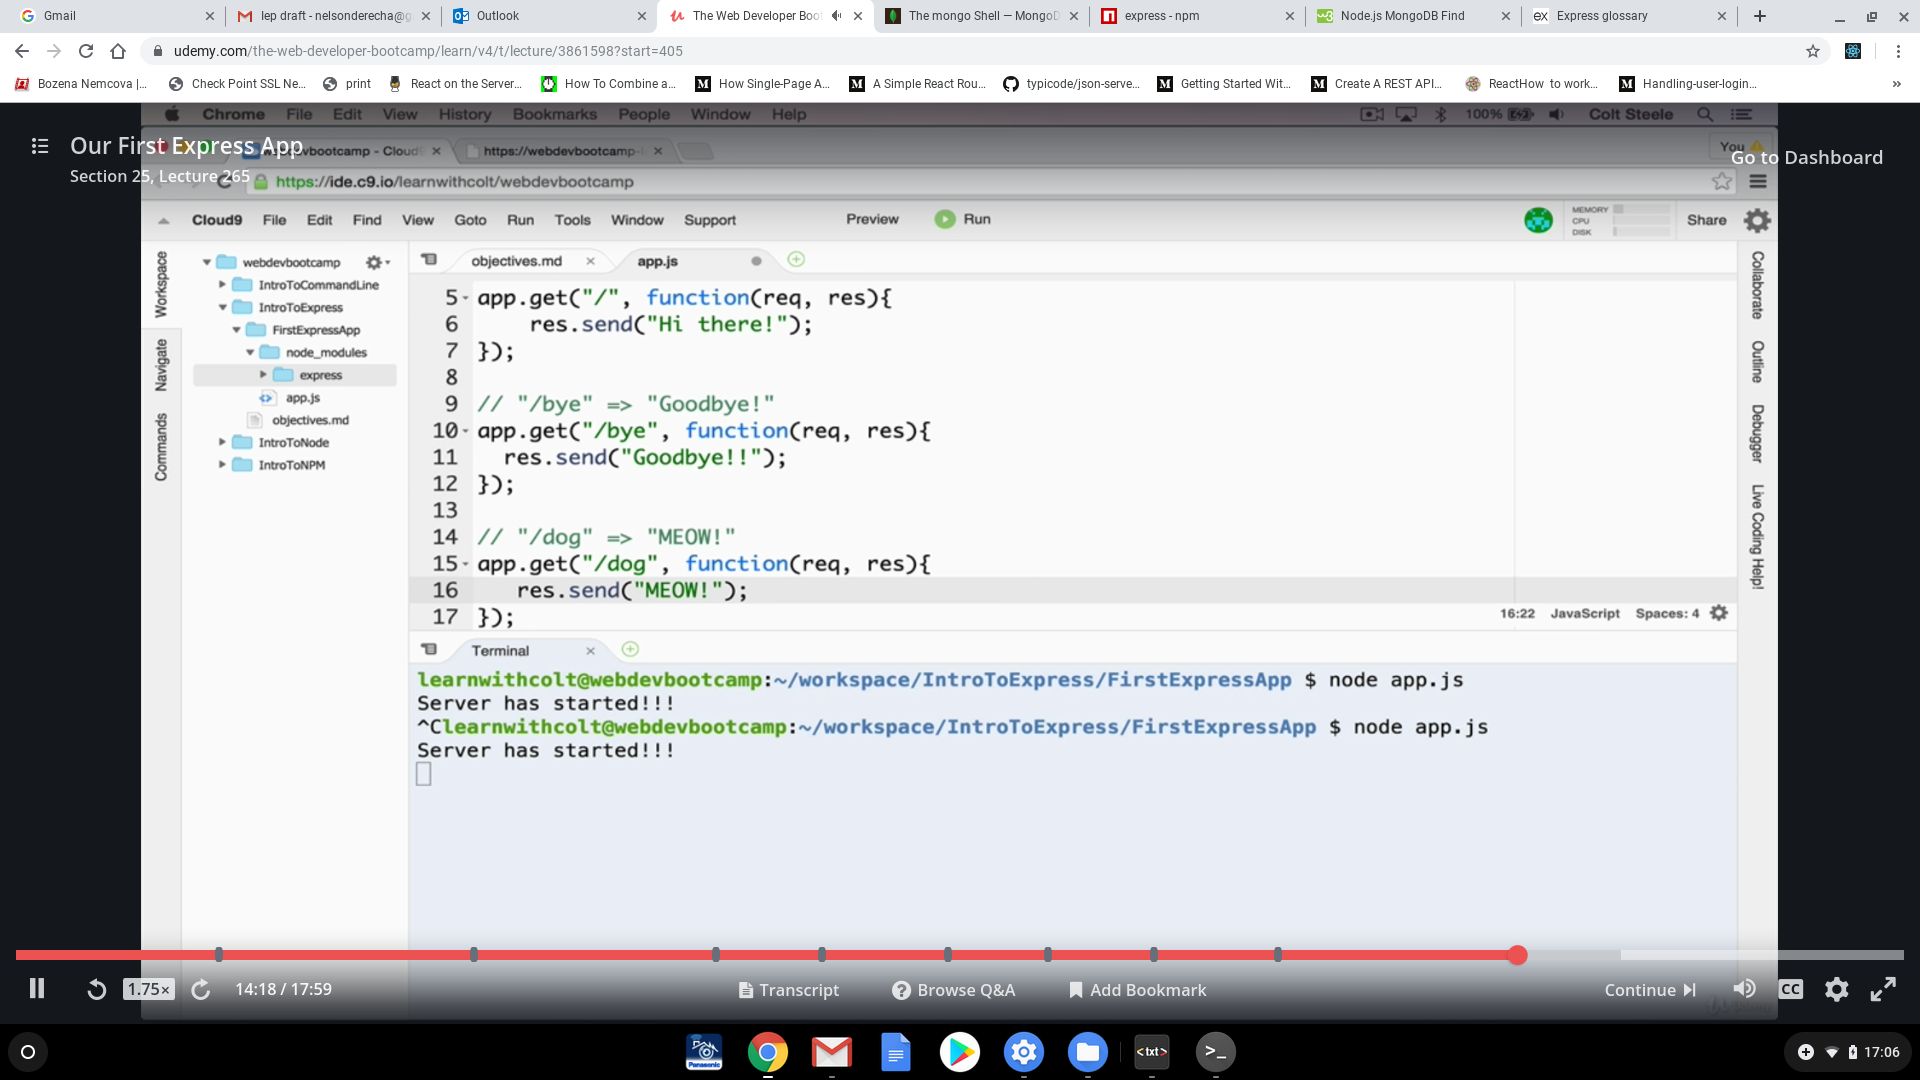 Gmail
lep draft - nelsonderecha@g
Outlook
The Web Developer Boo
The mongo Shell — MongoD
express - npm
Node.js MongoDB Find
Express glossary
udemy.com/the-web-developer-bootcamp/learn/v4/t/lecture/3861598?start=405
Bozena Nemcova |...
Check Point SSL Ne...
print
React on the Server...
How To Combine a...
How Single-Page A...
A Simple React Rou...
typicode/json-serve...
Getting Started Wit...
Create A REST API...
ReactHow to work...
Handling-user-login...
Chrome File Edit View History Bookmarks People Window Help
100%
Colt Steele
Our First Express App
Section 25, Lecture 265
vbootcamp - Cloud
https://webdevbootcamp-
You
Go to Dashboard
https://ide.c9.io/learnwithcolt/webdevbootcamp
Cloud9 File Edit Find View Goto Run Tools Window Support
Preview
Run
MEMORY
CPU
DISK
Share
Workspace
Navigate
Commands
webdevbootcamp
IntroToCommandLine
IntroToExpress
FirstExpressApp
node_modules
express
app.js
objectives.md
IntroToNode
IntroToNPM
objectives.md
app.js
5 app.get("/", function(req, res){
6 res.send("Hi there!");
7 });
8
9 // "/bye" => "Goodbye!"
10 app.get("/bye", function(req, res){
11 res.send("Goodbye!!");
12 });
13
14 // "/dog" => "MEOW!"
15 app.get("/dog", function(req, res){
16 res.send("MEOW!");
17 });
16:22 JavaScript Spaces: 4
Collaborate
Outline
Debugger
Live Coding Help!
Terminal
learnwithcolt@webdevbootcamp:~/workspace/IntroToExpress/FirstExpressApp $ node app.js
Server has started!!!
^Clearnwithcolt@webdevbootcamp:~/workspace/IntroToExpress/FirstExpressApp $ node app.js
Server has started!!!
1.75×
14:18 / 17:59
Transcript
Browse Q&A
Add Bookmark
Continue
CC
Panasonic
<txt>
>_
17:06